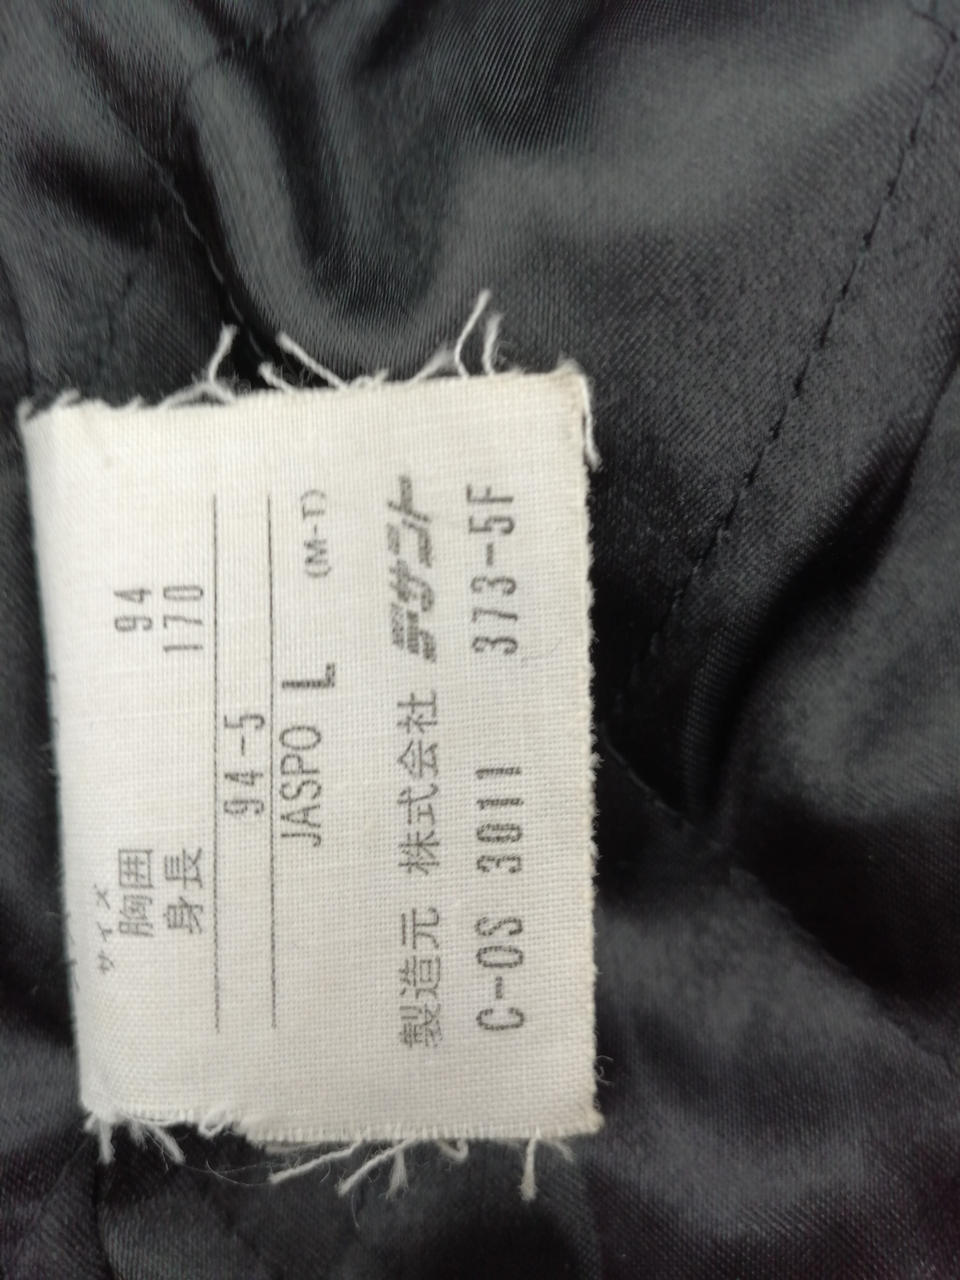 サイズ
胸囲 94
身長 170
94-5
JASPO L (M-T)
製造元 株式会社 デサント
C-OS 3011 373-5F